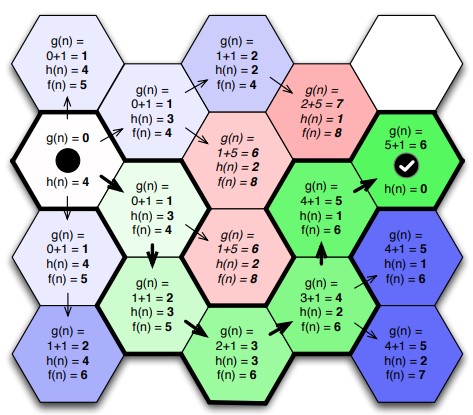 g(n) =
0+1 = 1
h(n) = 4
f(n) = 5
g(n) = 0
h(n) = 4
g(n) =
0+1 = 1
h(n) = 4
f(n) = 5
g(n) =
1+1 = 2
h(n) = 4
f(n) = 6
g(n) =
0+1 = 1
h(n) = 3
f(n) = 4
g(n) =
0+1 = 1
h(n) = 3
f(n) = 4
g(n) =
1+1 = 2
h(n) = 3
f(n) = 5
g(n) =
1+1 = 2
h(n) = 2
f(n) = 4
g(n) =
1+5 = 6
h(n) = 2
f(n) = 8
g(n) =
1+5 = 6
h(n) = 2
f(n) = 8
g(n) =
2+1 = 3
h(n) = 3
f(n) = 6
g(n) =
2+5 = 7
h(n) = 1
f(n) = 8
g(n) =
4+1 = 5
h(n) = 1
f(n) = 6
g(n) =
3+1 = 4
h(n) = 2
f(n) = 6
g(n) =
5+1 = 6
h(n) = 0
g(n) =
4+1 = 5
h(n) = 1
f(n) = 6
g(n) =
4+1 = 5
h(n) = 2
f(n) = 7